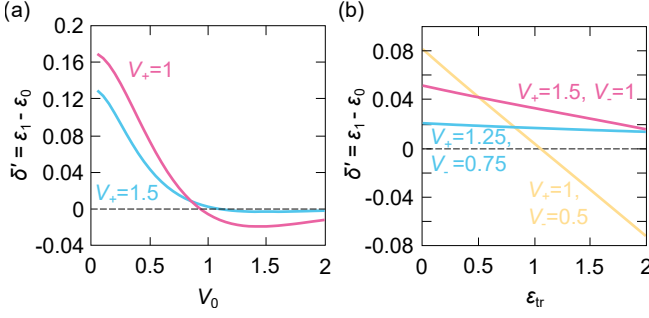 (a)
0.2
0.16
0.12
0.08
0.04
0
-0.04
δ′ = ε₁ - ε₀
V₊=1
V₊=1.5
0 0.5 1 1.5 2
V₀
(b)
0.08
0.04
0
-0.04
-0.08
δ′ = ε₁ - ε₀
V₊=1.5, V₋=1
V₊=1.25,
V₋=0.75
V₊=1,
V₋=0.5
0 0.5 1 1.5 2
εtr